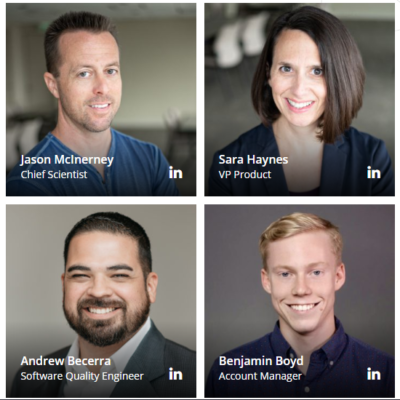 Jason McInerney
Chief Scientist
in
Sara Haynes
VP Product
in
Andrew Becerra
Software Quality Engineer
in
Benjamin Boyd
Account Manager
in